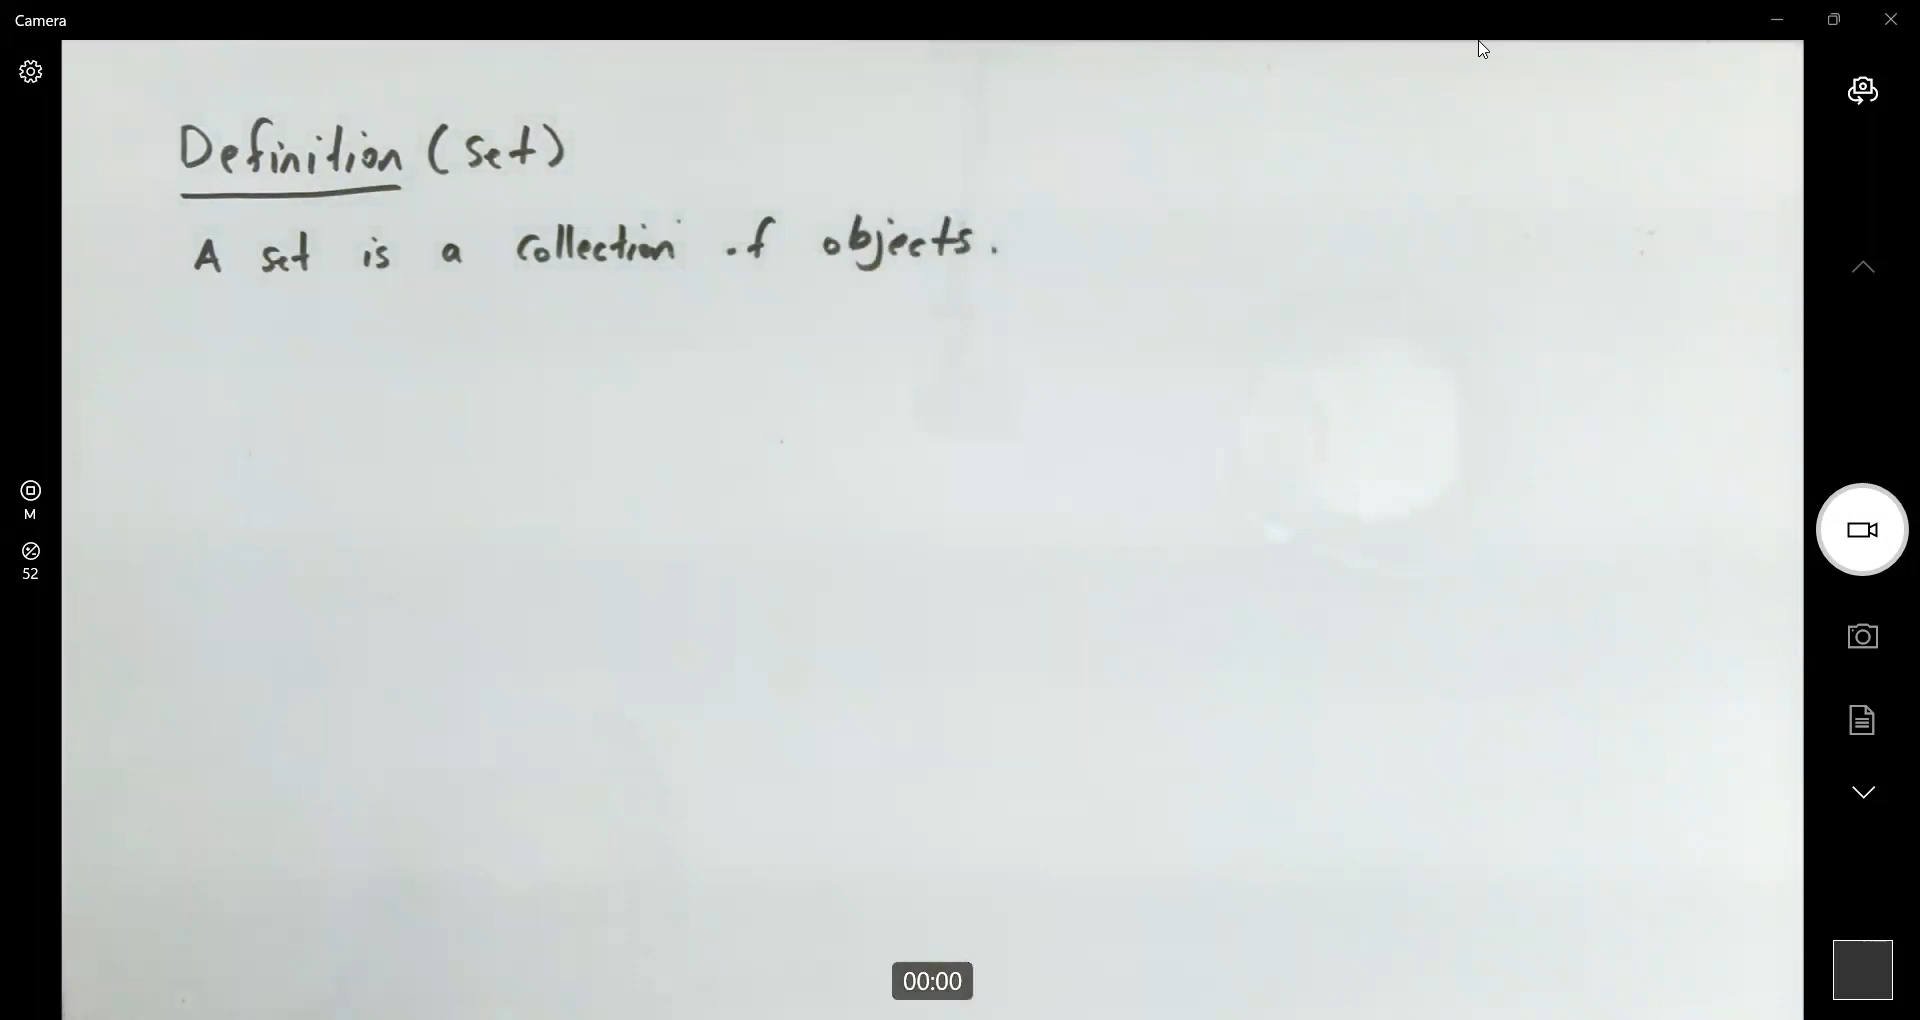 Camera
Definition (set)
A set is a collection of objects.
M
52
00:00